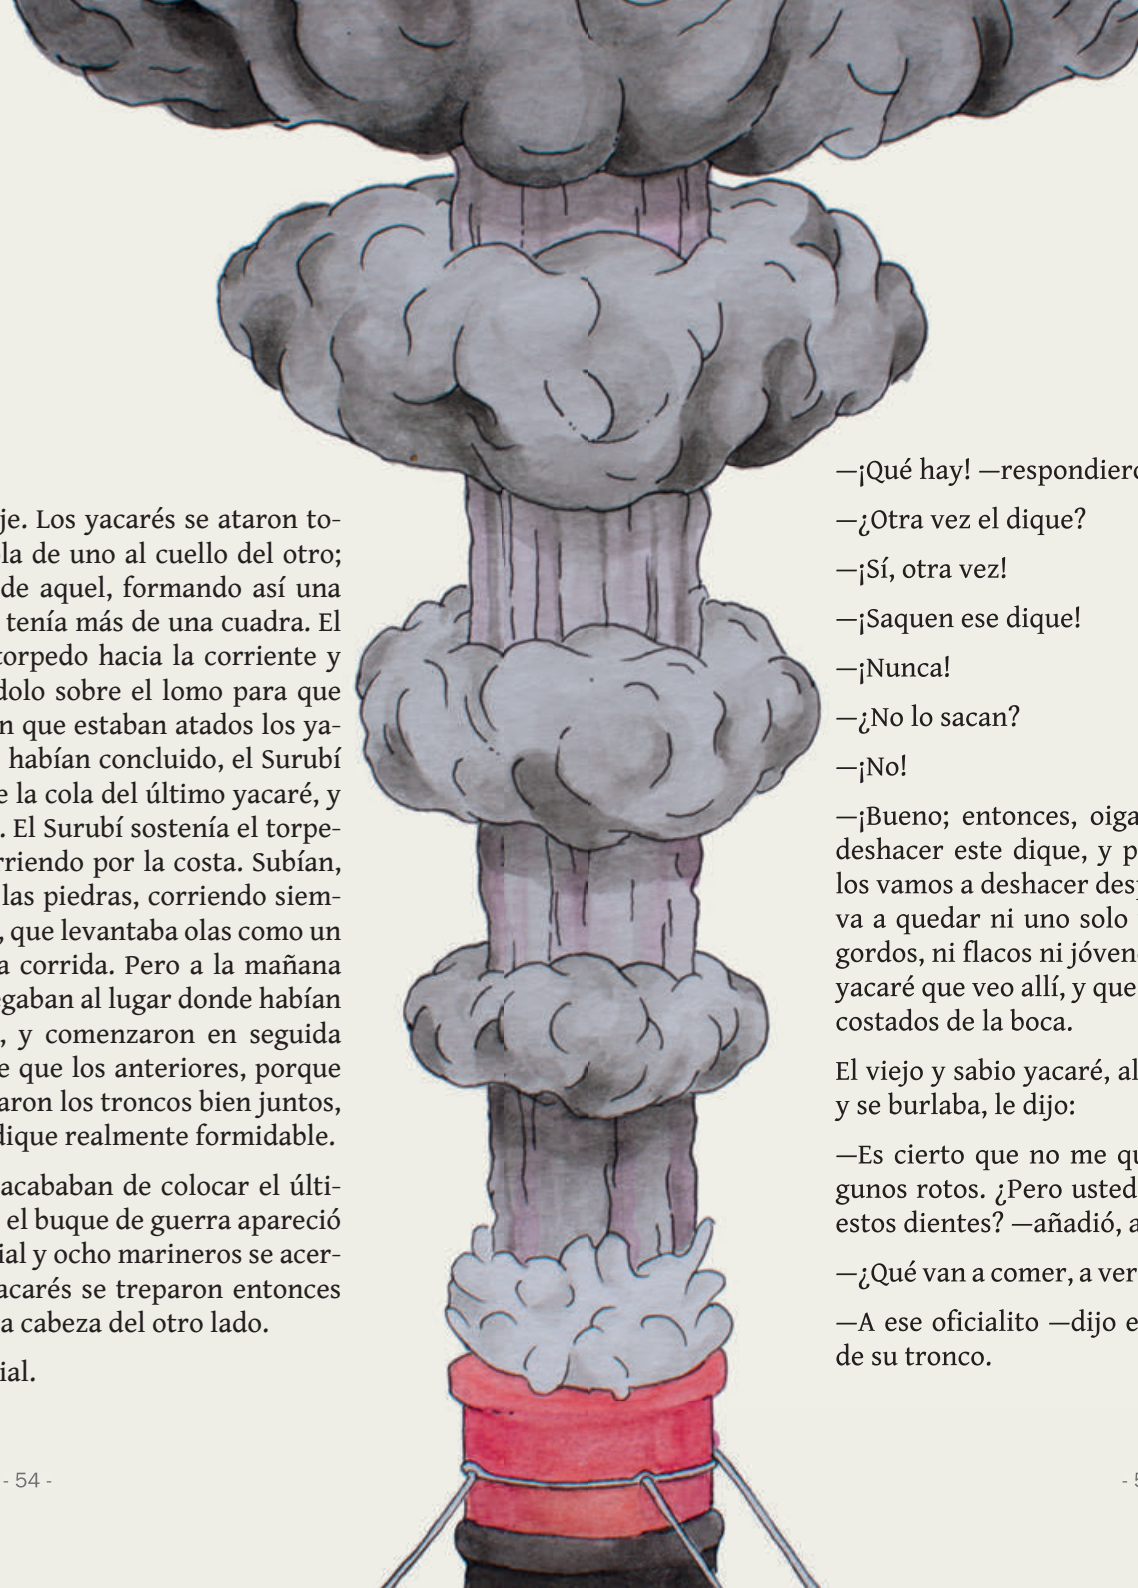 je. Los yacarés se ataron to-
la de uno al cuello del otro;
de aquel, formando así una
tenía más de una cuadra. El
torpedo hacia la corriente y
dolo sobre el lomo para que
n que estaban atados los ya-
habían concluido, el Surubí
e la cola del último yacaré, y
. El Surubí sostenía el torpe-
rriendo por la costa. Subían,
las piedras, corriendo siem-
, que levantaba olas como un
a corrida. Pero a la mañana
egaban al lugar donde habían
, y comenzaron en seguida
e que los anteriores, porque
aron los troncos bien juntos,
dique realmente formidable.
acababan de colocar el últi-
el buque de guerra apareció
ial y ocho marineros se acer-
acarés se treparon entonces
a cabeza del otro lado.
ial.
- 54 -
—¡Qué hay! —respondiero
—¿Otra vez el dique?
—¡Sí, otra vez!
—¡Saquen ese dique!
—¡Nunca!
—¿No lo sacan?
—¡No!
—¡Bueno; entonces, oiga
deshacer este dique, y p
los vamos a deshacer desp
va a quedar ni uno solo
gordos, ni flacos ni jóven
yacaré que veo allí, y que
costados de la boca.
El viejo y sabio yacaré, al
y se burlaba, le dijo:
—Es cierto que no me qu
gunos rotos. ¿Pero usted
estos dientes? —añadió, a
—¿Qué van a comer, a ver
—A ese oficialito —dijo e
de su tronco.
- 5